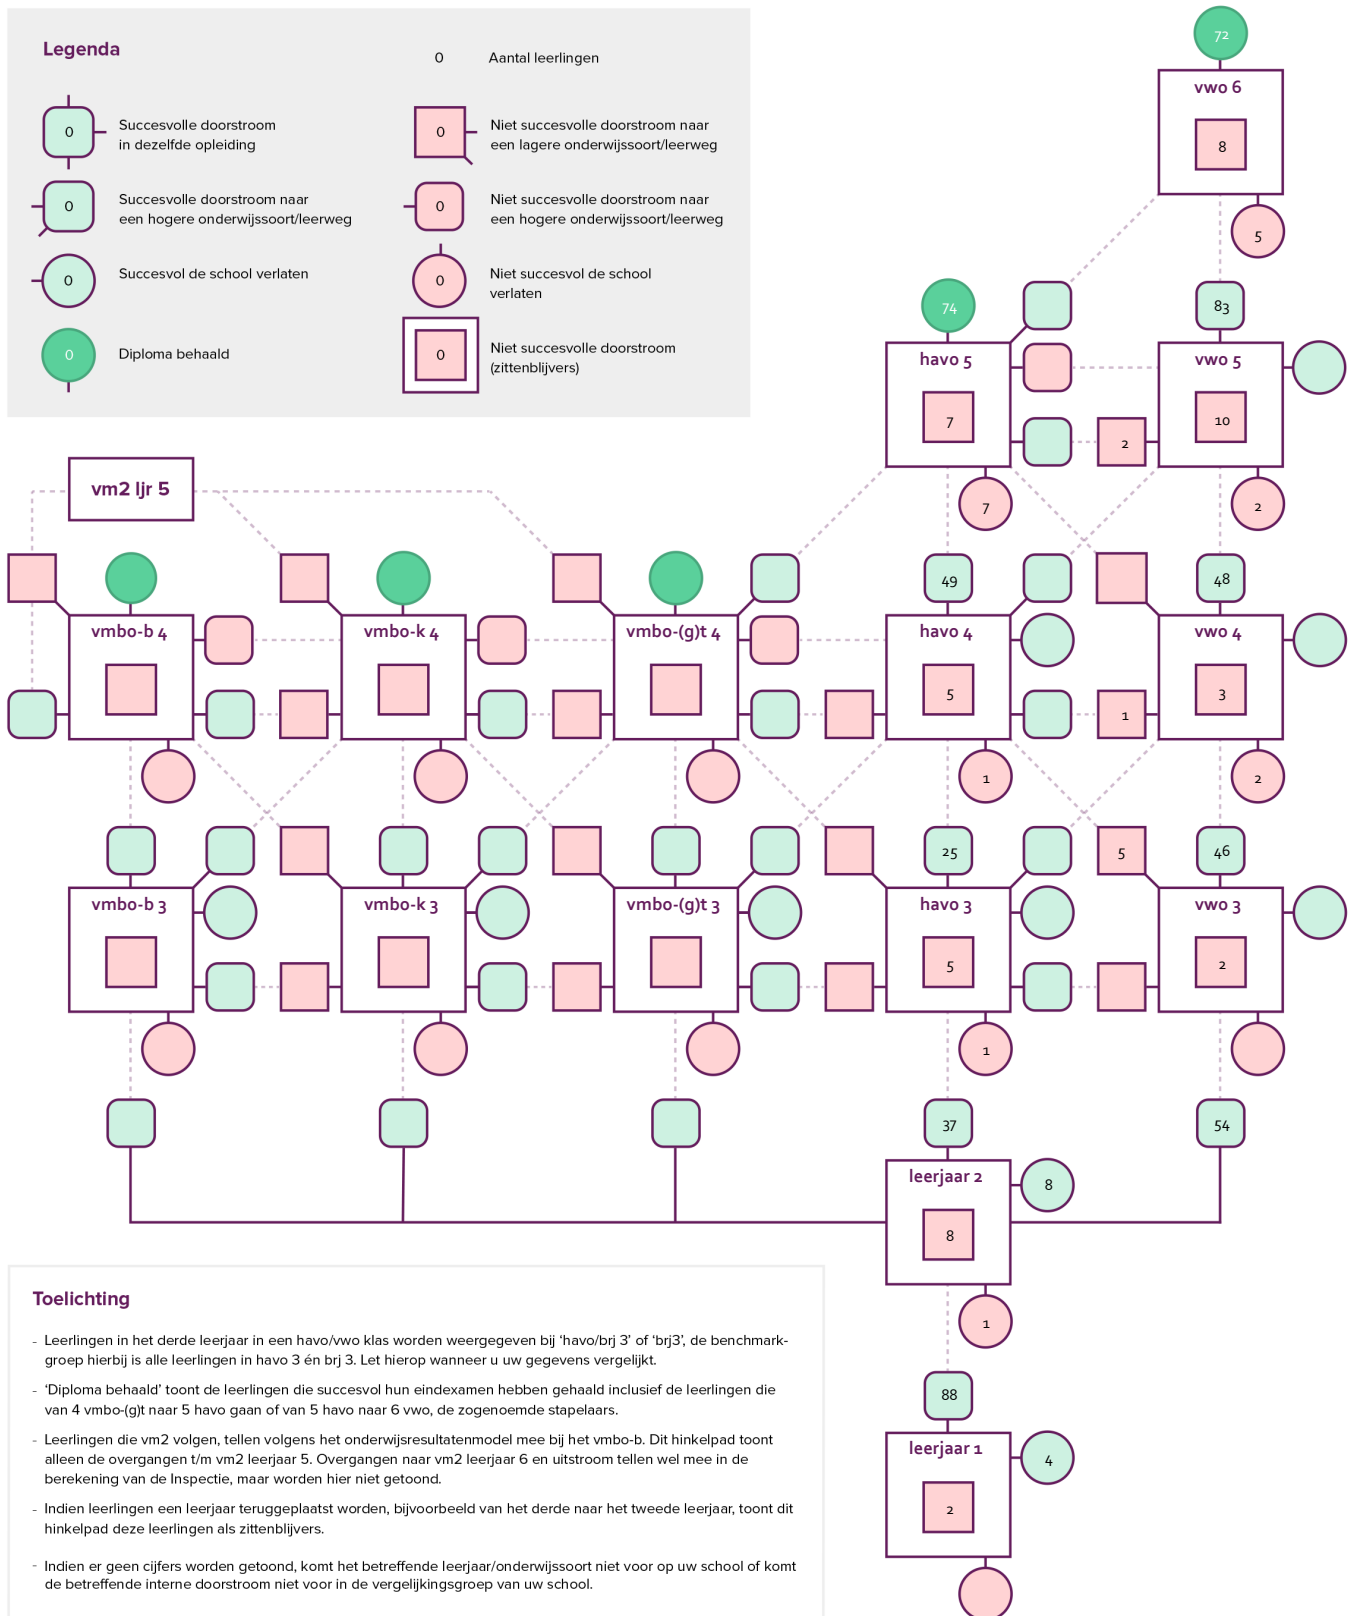 Legenda
0 Aantal leerlingen
0 Succesvolle doorstroom
in dezelfde opleiding
0 Niet succesvolle doorstroom naar
een lagere onderwijssoort/leerweg
0 Succesvolle doorstroom naar
een hogere onderwijssoort/leerweg
0 Niet succesvolle doorstroom naar
een hogere onderwijssoort/leerweg
0 Succesvol de school verlaten
0 Niet succesvol de school
verlaten
0 Diploma behaald
0 Niet succesvolle doorstroom
(zittenblijvers)
72
vwo 6
8
5
74
83
havo 5
vwo 5
7
10
2
7
2
vm2 ljr 5
49
48
vmbo-b 4
vmbo-k 4
vmbo-(g)t 4
havo 4
vwo 4
5
3
1
1
2
25
5
46
vmbo-b 3
vmbo-k 3
vmbo-(g)t 3
havo 3
vwo 3
5
2
1
37
54
leerjaar 2
8
8
1
88
leerjaar 1
4
2
Toelichting
- Leerlingen in het derde leerjaar in een havo/vwo klas worden weergegeven bij ‘havo/brj 3’ of ‘brj3’, de benchmark-
groep hierbij is alle leerlingen in havo 3 én brj 3. Let hierop wanneer u uw gegevens vergelijkt.
- ‘Diploma behaald’ toont de leerlingen die succesvol hun eindexamen hebben gehaald inclusief de leerlingen die
van 4 vmbo-(g)t naar 5 havo gaan of van 5 havo naar 6 vwo, de zogenoemde stapelaars.
- Leerlingen die vm2 volgen, tellen volgens het onderwijsresultatenmodel mee bij het vmbo-b. Dit hinkelpad toont
alleen de overgangen t/m vm2 leerjaar 5. Overgangen naar vm2 leerjaar 6 en uitstroom tellen wel mee in de
berekening van de Inspectie, maar worden hier niet getoond.
- Indien leerlingen een leerjaar teruggeplaatst worden, bijvoorbeeld van het derde naar het tweede leerjaar, toont dit
hinkelpad deze leerlingen als zittenblijvers.
- Indien er geen cijfers worden getoond, komt het betreffende leerjaar/onderwijssoort niet voor op uw school of komt
de betreffende interne doorstroom niet voor in de vergelijkingsgroep van uw school.